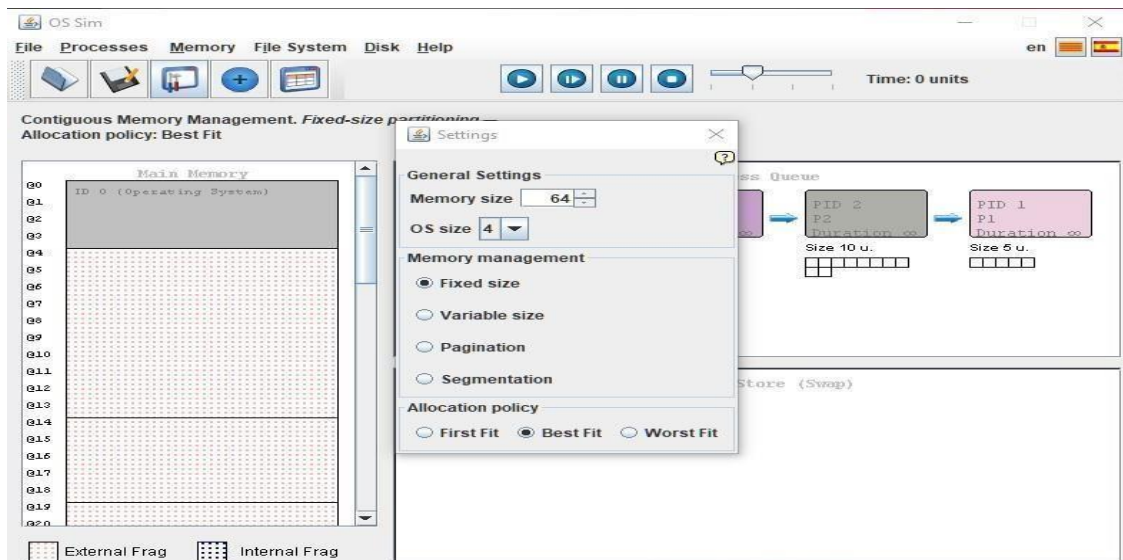 OS Sim
File Processes Memory File System Disk Help
en
Time: 0 units
Contiguous Memory Management. Fixed-size partitioning —
Allocation policy: Best Fit
Main Memory
@0
ID 0 (Operating System)
@1
@2
@3
@4
@5
@6
@7
@8
@9
@10
@11
@12
@13
@14
@15
@16
@17
@18
@19
@20
External Frag Internal Frag
Settings
?
General Settings
Memory size 64
OS size 4
Memory management
Fixed size
Variable size
Pagination
Segmentation
Allocation policy
First Fit Best Fit Worst Fit
ss Queue
PID 2
P2
Duration ∞
Size 10 u.
PID 1
P1
Duration ∞
Size 5 u.
Store (Swap)